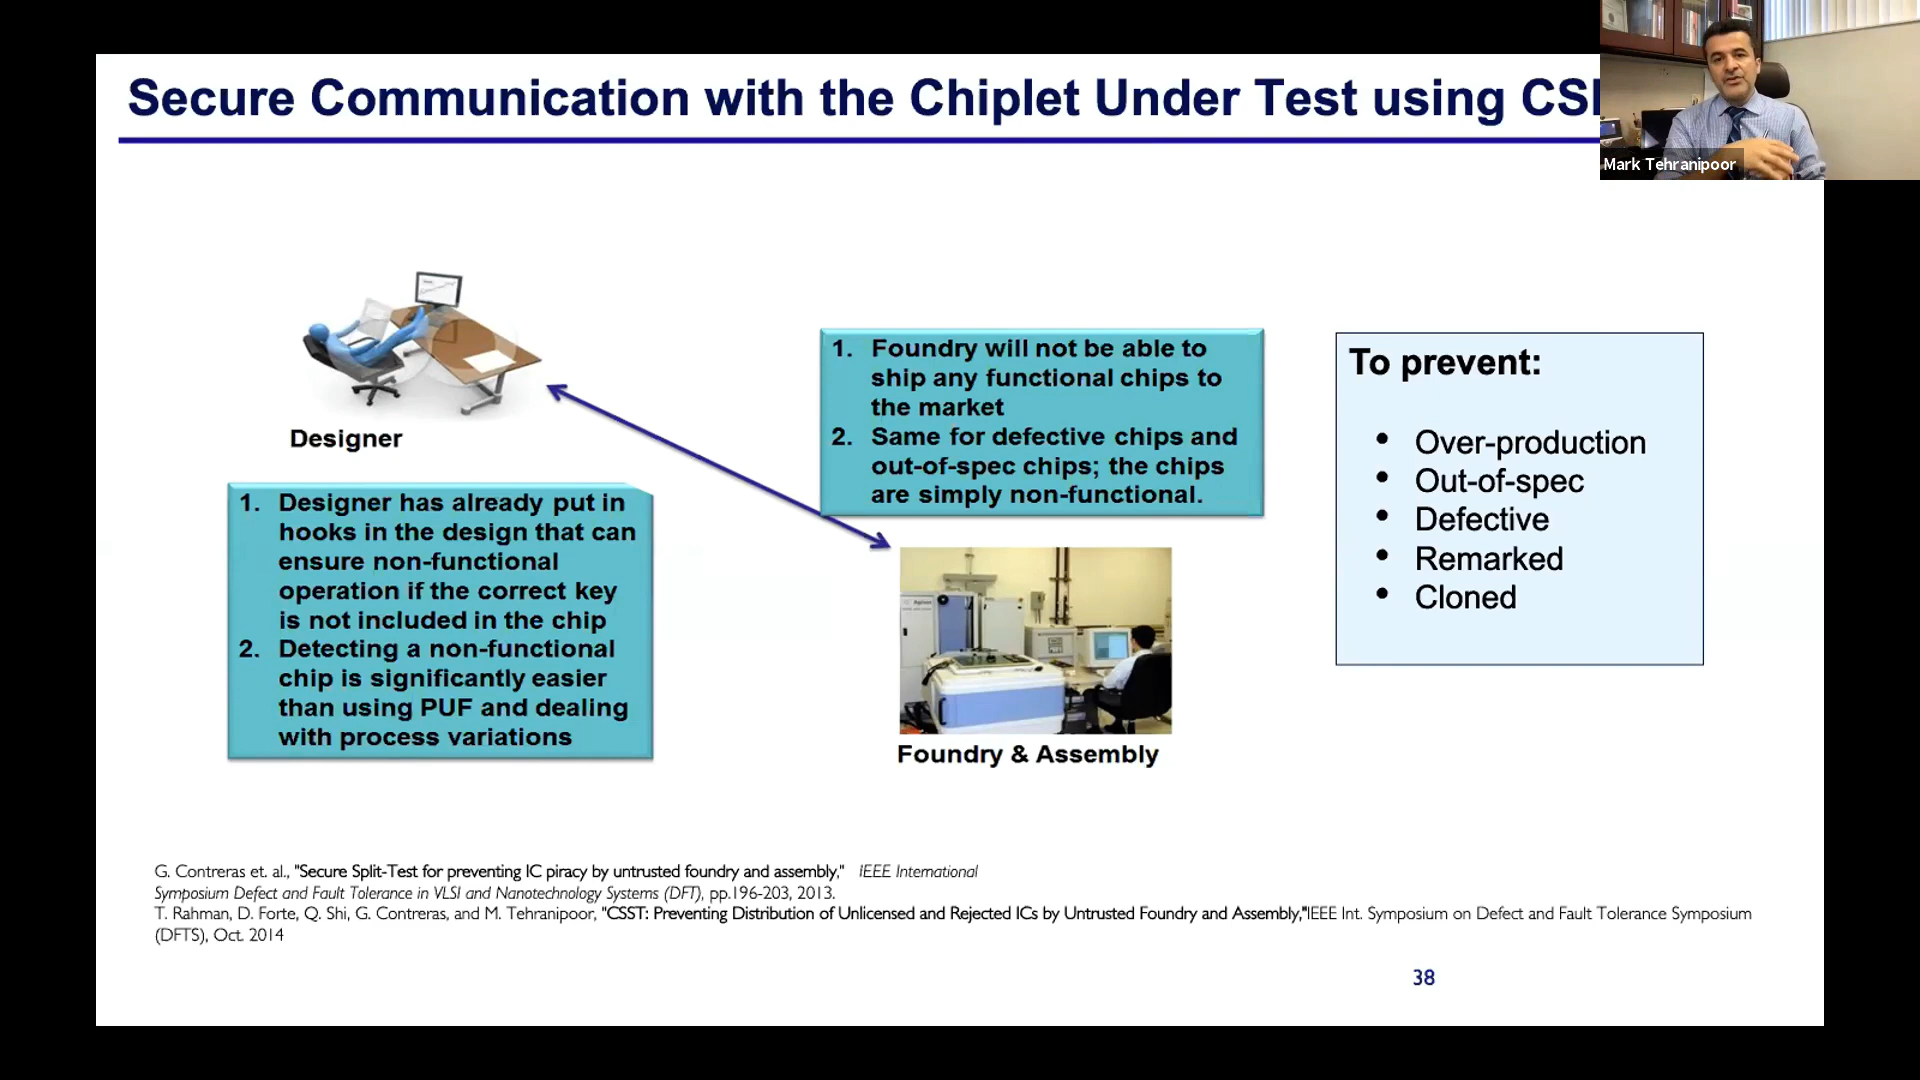 Secure Communication with the Chiplet Under Test using
Mark Tehranipoor
Designer
1. Designer has already put in
hooks in the design that can
ensure non-functional
operation if the correct key
is not included in the chip
2. Detecting a non-functional
chip is significantly easier
than using PUF and dealing
with process variations
1. Foundry will not be able to
ship any functional chips to
the market
2. Same for defective chips and
out-of-spec chips; the chips
are simply non-functional.
Foundry & Assembly
To prevent:
• Over-production
• Out-of-spec
• Defective
• Remarked
• Cloned
G. Contreras et. al., "Secure Split-Test for preventing IC piracy by untrusted foundry and assembly," IEEE International
Symposium Defect and Fault Tolerance in VLSI and Nanotechnology Systems (DFT), pp.196-203, 2013.
T. Rahman, D. Forte, Q. Shi, G. Contreras, and M. Tehranipoor, "CSST: Preventing Distribution of Unlicensed and Rejected ICs by Untrusted Foundry and Assembly,"IEEE Int. Symposium on Defect and Fault Tolerance Symposium
(DFTS), Oct. 2014
38